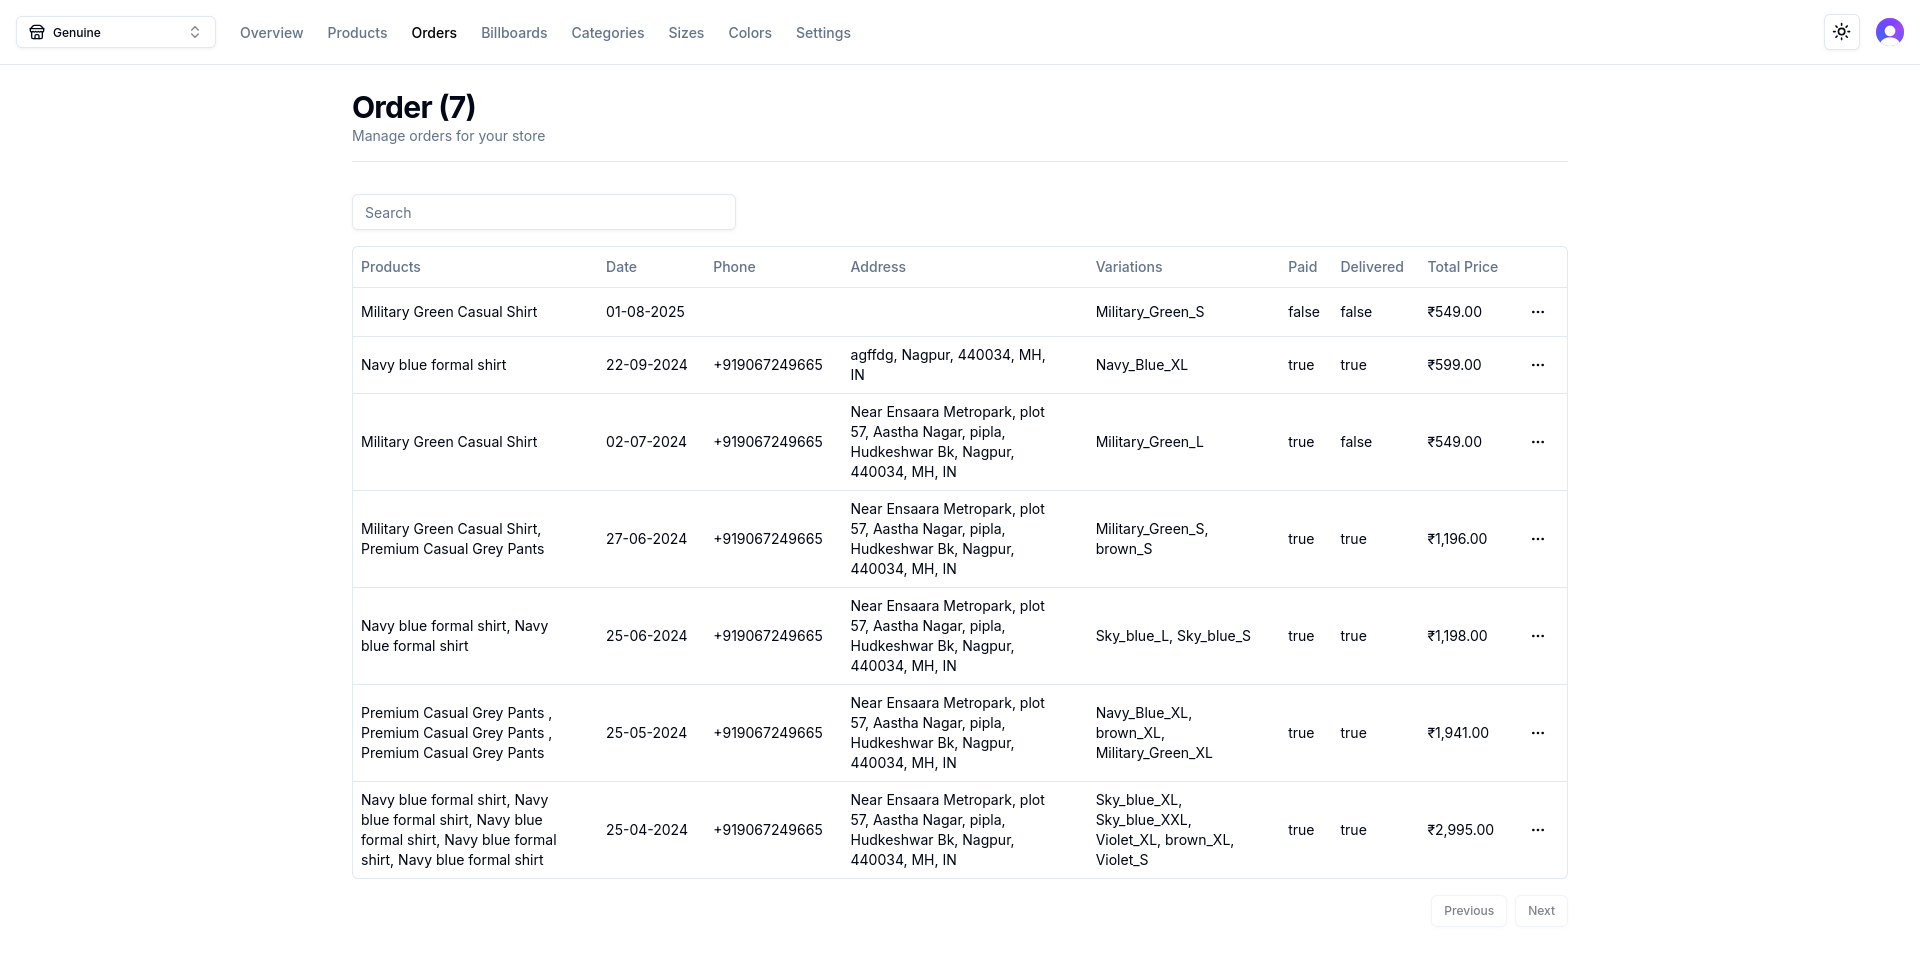 Genuine
Overview Products Orders Billboards Categories Sizes Colors Settings
Order (7)
Manage orders for your store
Search
Products Date Phone Address Variations Paid Delivered Total Price
Military Green Casual Shirt 01-08-2025 Military_Green_S false false ₹549.00
Navy blue formal shirt 22-09-2024 +919067249665 agffdg, Nagpur, 440034, MH,
IN Navy_Blue_XL true true ₹599.00
Military Green Casual Shirt 02-07-2024 +919067249665 Near Ensaara Metropark, plot
57, Aastha Nagar, pipla,
Hudkeshwar Bk, Nagpur,
440034, MH, IN Military_Green_L true false ₹549.00
Military Green Casual Shirt,
Premium Casual Grey Pants 27-06-2024 +919067249665 Near Ensaara Metropark, plot
57, Aastha Nagar, pipla,
Hudkeshwar Bk, Nagpur,
440034, MH, IN Military_Green_S,
brown_S true true ₹1,196.00
Navy blue formal shirt, Navy
blue formal shirt 25-06-2024 +919067249665 Near Ensaara Metropark, plot
57, Aastha Nagar, pipla,
Hudkeshwar Bk, Nagpur,
440034, MH, IN Sky_blue_L, Sky_blue_S true true ₹1,198.00
Premium Casual Grey Pants ,
Premium Casual Grey Pants ,
Premium Casual Grey Pants 25-05-2024 +919067249665 Near Ensaara Metropark, plot
57, Aastha Nagar, pipla,
Hudkeshwar Bk, Nagpur,
440034, MH, IN Navy_Blue_XL,
brown_XL,
Military_Green_XL true true ₹1,941.00
Navy blue formal shirt, Navy
blue formal shirt, Navy blue
formal shirt, Navy blue formal
shirt, Navy blue formal shirt 25-04-2024 +919067249665 Near Ensaara Metropark, plot
57, Aastha Nagar, pipla,
Hudkeshwar Bk, Nagpur,
440034, MH, IN Sky_blue_XL,
Sky_blue_XXL,
Violet_XL, brown_XL,
Violet_S true true ₹2,995.00
Previous Next